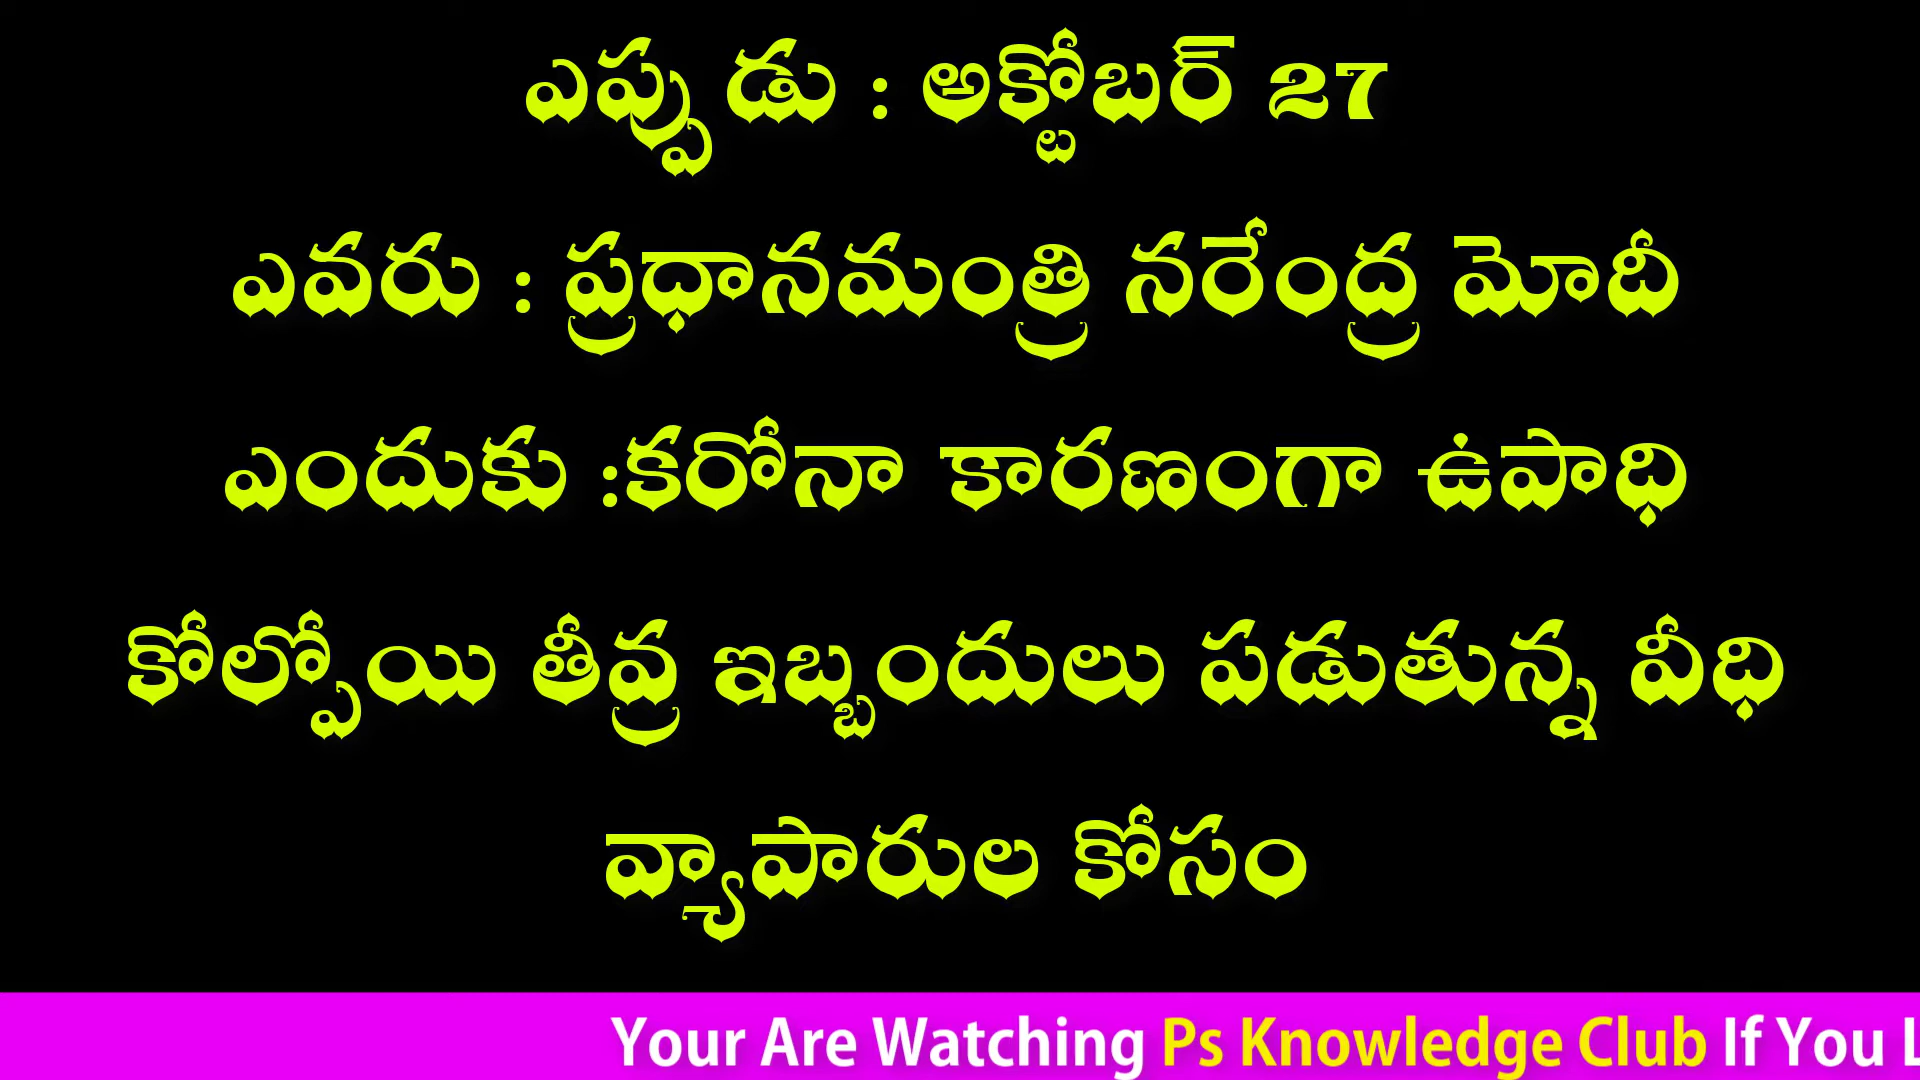 ఎప్పుడు : అక్టోబర్ 27
ఎవరు : ప్రధానమంత్రి నరేంద్ర మోదీ
ఎందుకు :కరోనా కారణంగా ఉపాధి
కోల్పోయి తీవ్ర ఇబ్బందులు పడుతున్న వీధి
వ్యాపారుల కోసం
Your Are Watching Ps Knowledge Club If You L